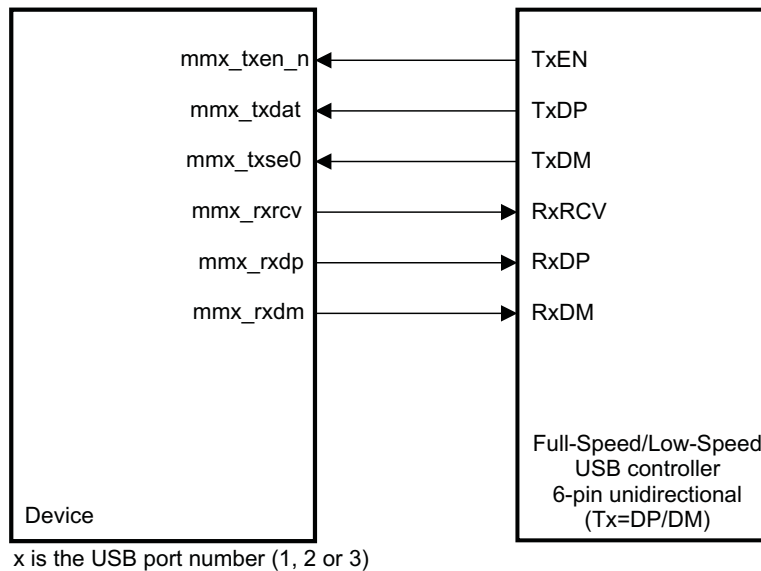 mmx_txen_n TxEN
mmx_txdat TxDP
mmx_txse0 TxDM
mmx_rxrcv RxRCV
mmx_rxdp RxDP
mmx_rxdm RxDM
Full-Speed/Low-Speed
USB controller
6-pin unidirectional
(Tx=DP/DM)
Device
x is the USB port number (1, 2 or 3)